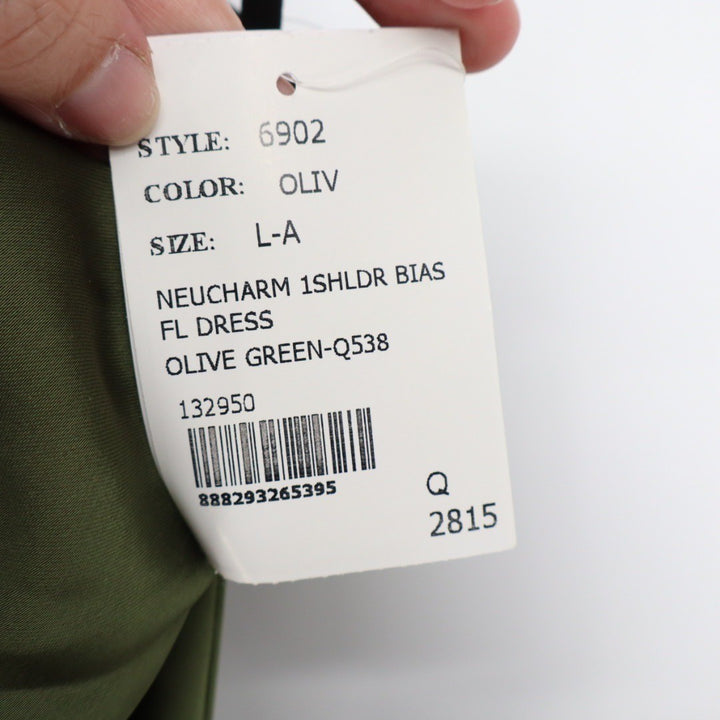 STYLE: 6902
COLOR: OLIV
SIZE: L-A
NEUCHARM 1SHLDR BIAS
FL DRESS
OLIVE GREEN-Q538
132950
888293265395
Q
2815